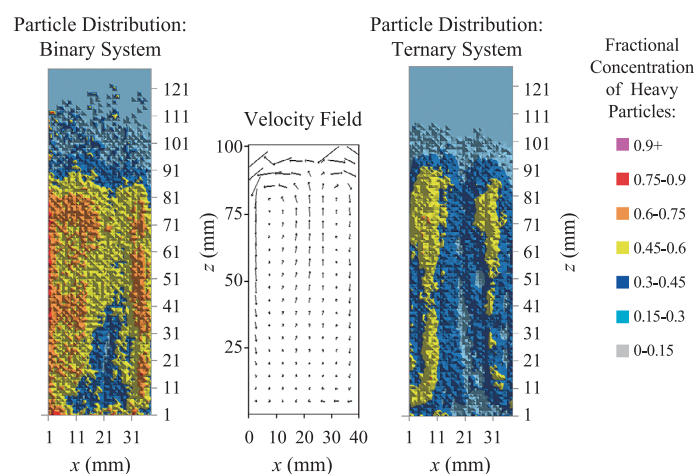 Particle Distribution:
Binary System
121
111
101
91
81
71
61
51
41
31
21
11
1
z (mm)
1 11 21 31
x (mm)
Velocity Field
100
75
50
25
z (mm)
0 10 20 30 40
x (mm)
Particle Distribution:
Ternary System
121
111
101
91
81
71
61
51
41
31
21
11
1
z (mm)
1 11 21 31
x (mm)
Fractional
Concentration
of Heavy
Particles:
0.9+
0.75-0.9
0.6-0.75
0.45-0.6
0.3-0.45
0.15-0.3
0-0.15